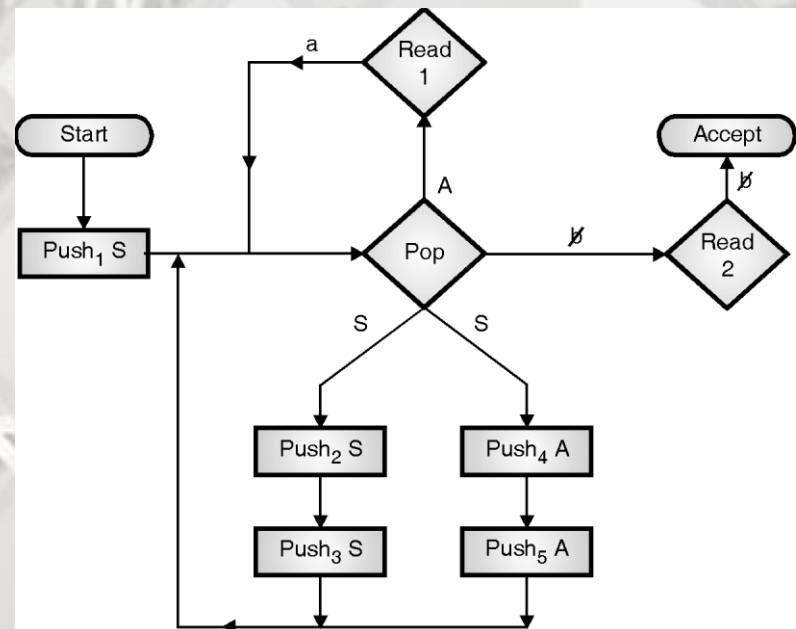 a
Read
1
Start
Accept
A
b̸
Push₁ S
Pop
b̸
Read
2
S
S
Push₂ S
Push₄ A
Push₃ S
Push₅ A